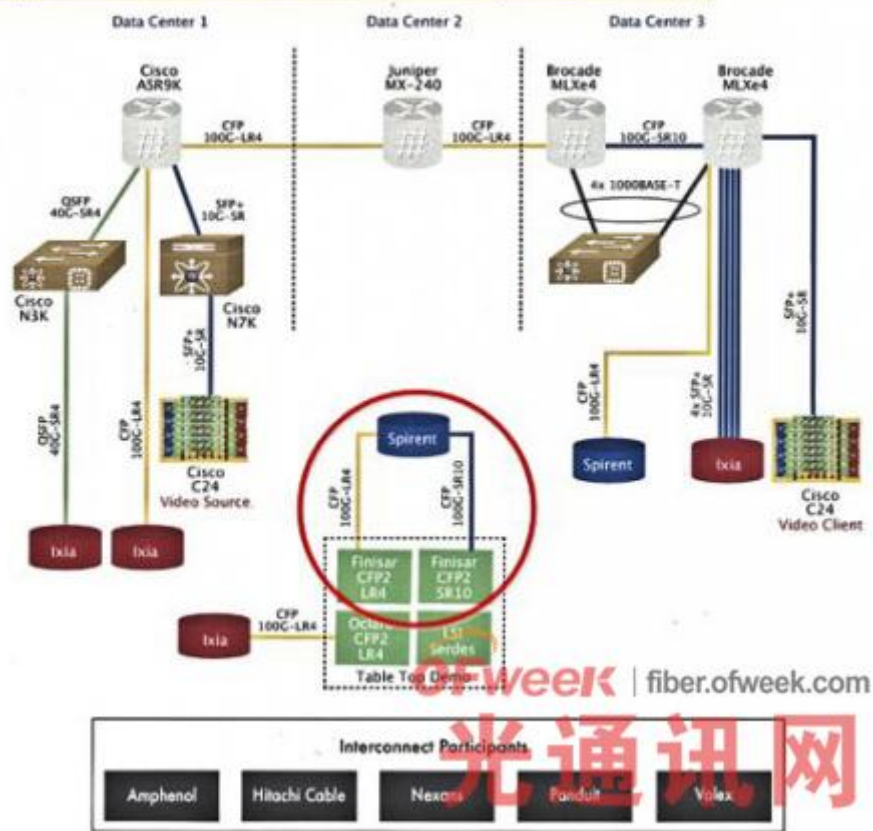 Data Center 1
Data Center 2
Data Center 3
Cisco
ASR9K
Juniper
MX-240
Brocade
MLXe4
Brocade
MLXe4
CFP
100G-LR4
CFP
100G-LR4
CFP
100G-SR10
4x 1000BASE-T
QSFP
40G-SR4
SFP+
10G-SR
Cisco
N3K
Cisco
N7K
SFP+
10G-SR
SFP+
10G-SR
QSFP
40G-SR4
CFP
100G-LR4
Cisco
C24
Video Source
CFP
100G-LR4
4x SFP+
10G-SR
Spirent
Ixia
Cisco
C24
Video Client
Ixia
Ixia
Spirent
CFP
100G-LR4
CFP
100G-SR10
Finisar
CFP2
LR4
Finisar
CFP2
SR10
Ixia
CFP
100G-LR4
Oclaro
CFP2
LR4
LSI
Serdes
Table Top Demo
OFweek | fiber.ofweek.com
光通讯网
Interconnect Participants
Amphenol
Hitachi Cable
Nexans
Panduit
Volex